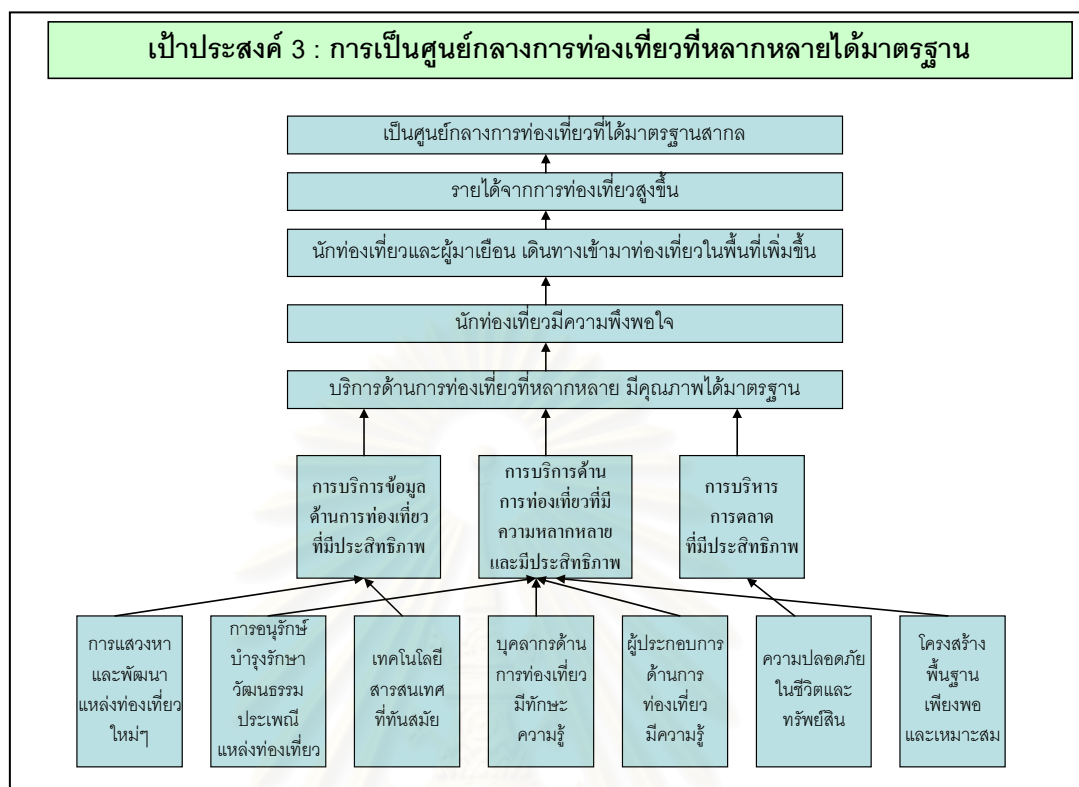 เป้าประสงค์ 3 : การเป็นศูนย์กลางการท่องเที่ยวที่หลากหลายได้มาตรฐาน
เป็นศูนย์กลางการท่องเที่ยวที่ได้มาตรฐานสากล
รายได้จากการท่องเที่ยวสูงขึ้น
นักท่องเที่ยวและผู้มาเยือน เดินทางเข้ามาท่องเที่ยวในพื้นที่เพิ่มขึ้น
นักท่องเที่ยวมีความพึงพอใจ
บริการด้านการท่องเที่ยวที่หลากหลาย มีคุณภาพได้มาตรฐาน
การบริการข้อมูล
ด้านการท่องเที่ยว
ที่มีประสิทธิภาพ
การบริการด้าน
การท่องเที่ยวที่มี
ความหลากหลาย
และมีประสิทธิภาพ
การบริหาร
การตลาด
ที่มีประสิทธิภาพ
การแสวงหา
และพัฒนา
แหล่งท่องเที่ยว
ใหม่ๆ
การอนุรักษ์
บำรุงรักษา
วัฒนธรรม
ประเพณี
แหล่งท่องเที่ยว
เทคโนโลยี
สารสนเทศ
ที่ทันสมัย
บุคลากรด้าน
การท่องเที่ยว
มีทักษะ
ความรู้
ผู้ประกอบการ
ด้านการ
ท่องเที่ยว
มีความรู้
ความปลอดภัย
ในชีวิตและ
ทรัพย์สิน
โครงสร้าง
พื้นฐาน
เพียงพอ
และเหมาะสม